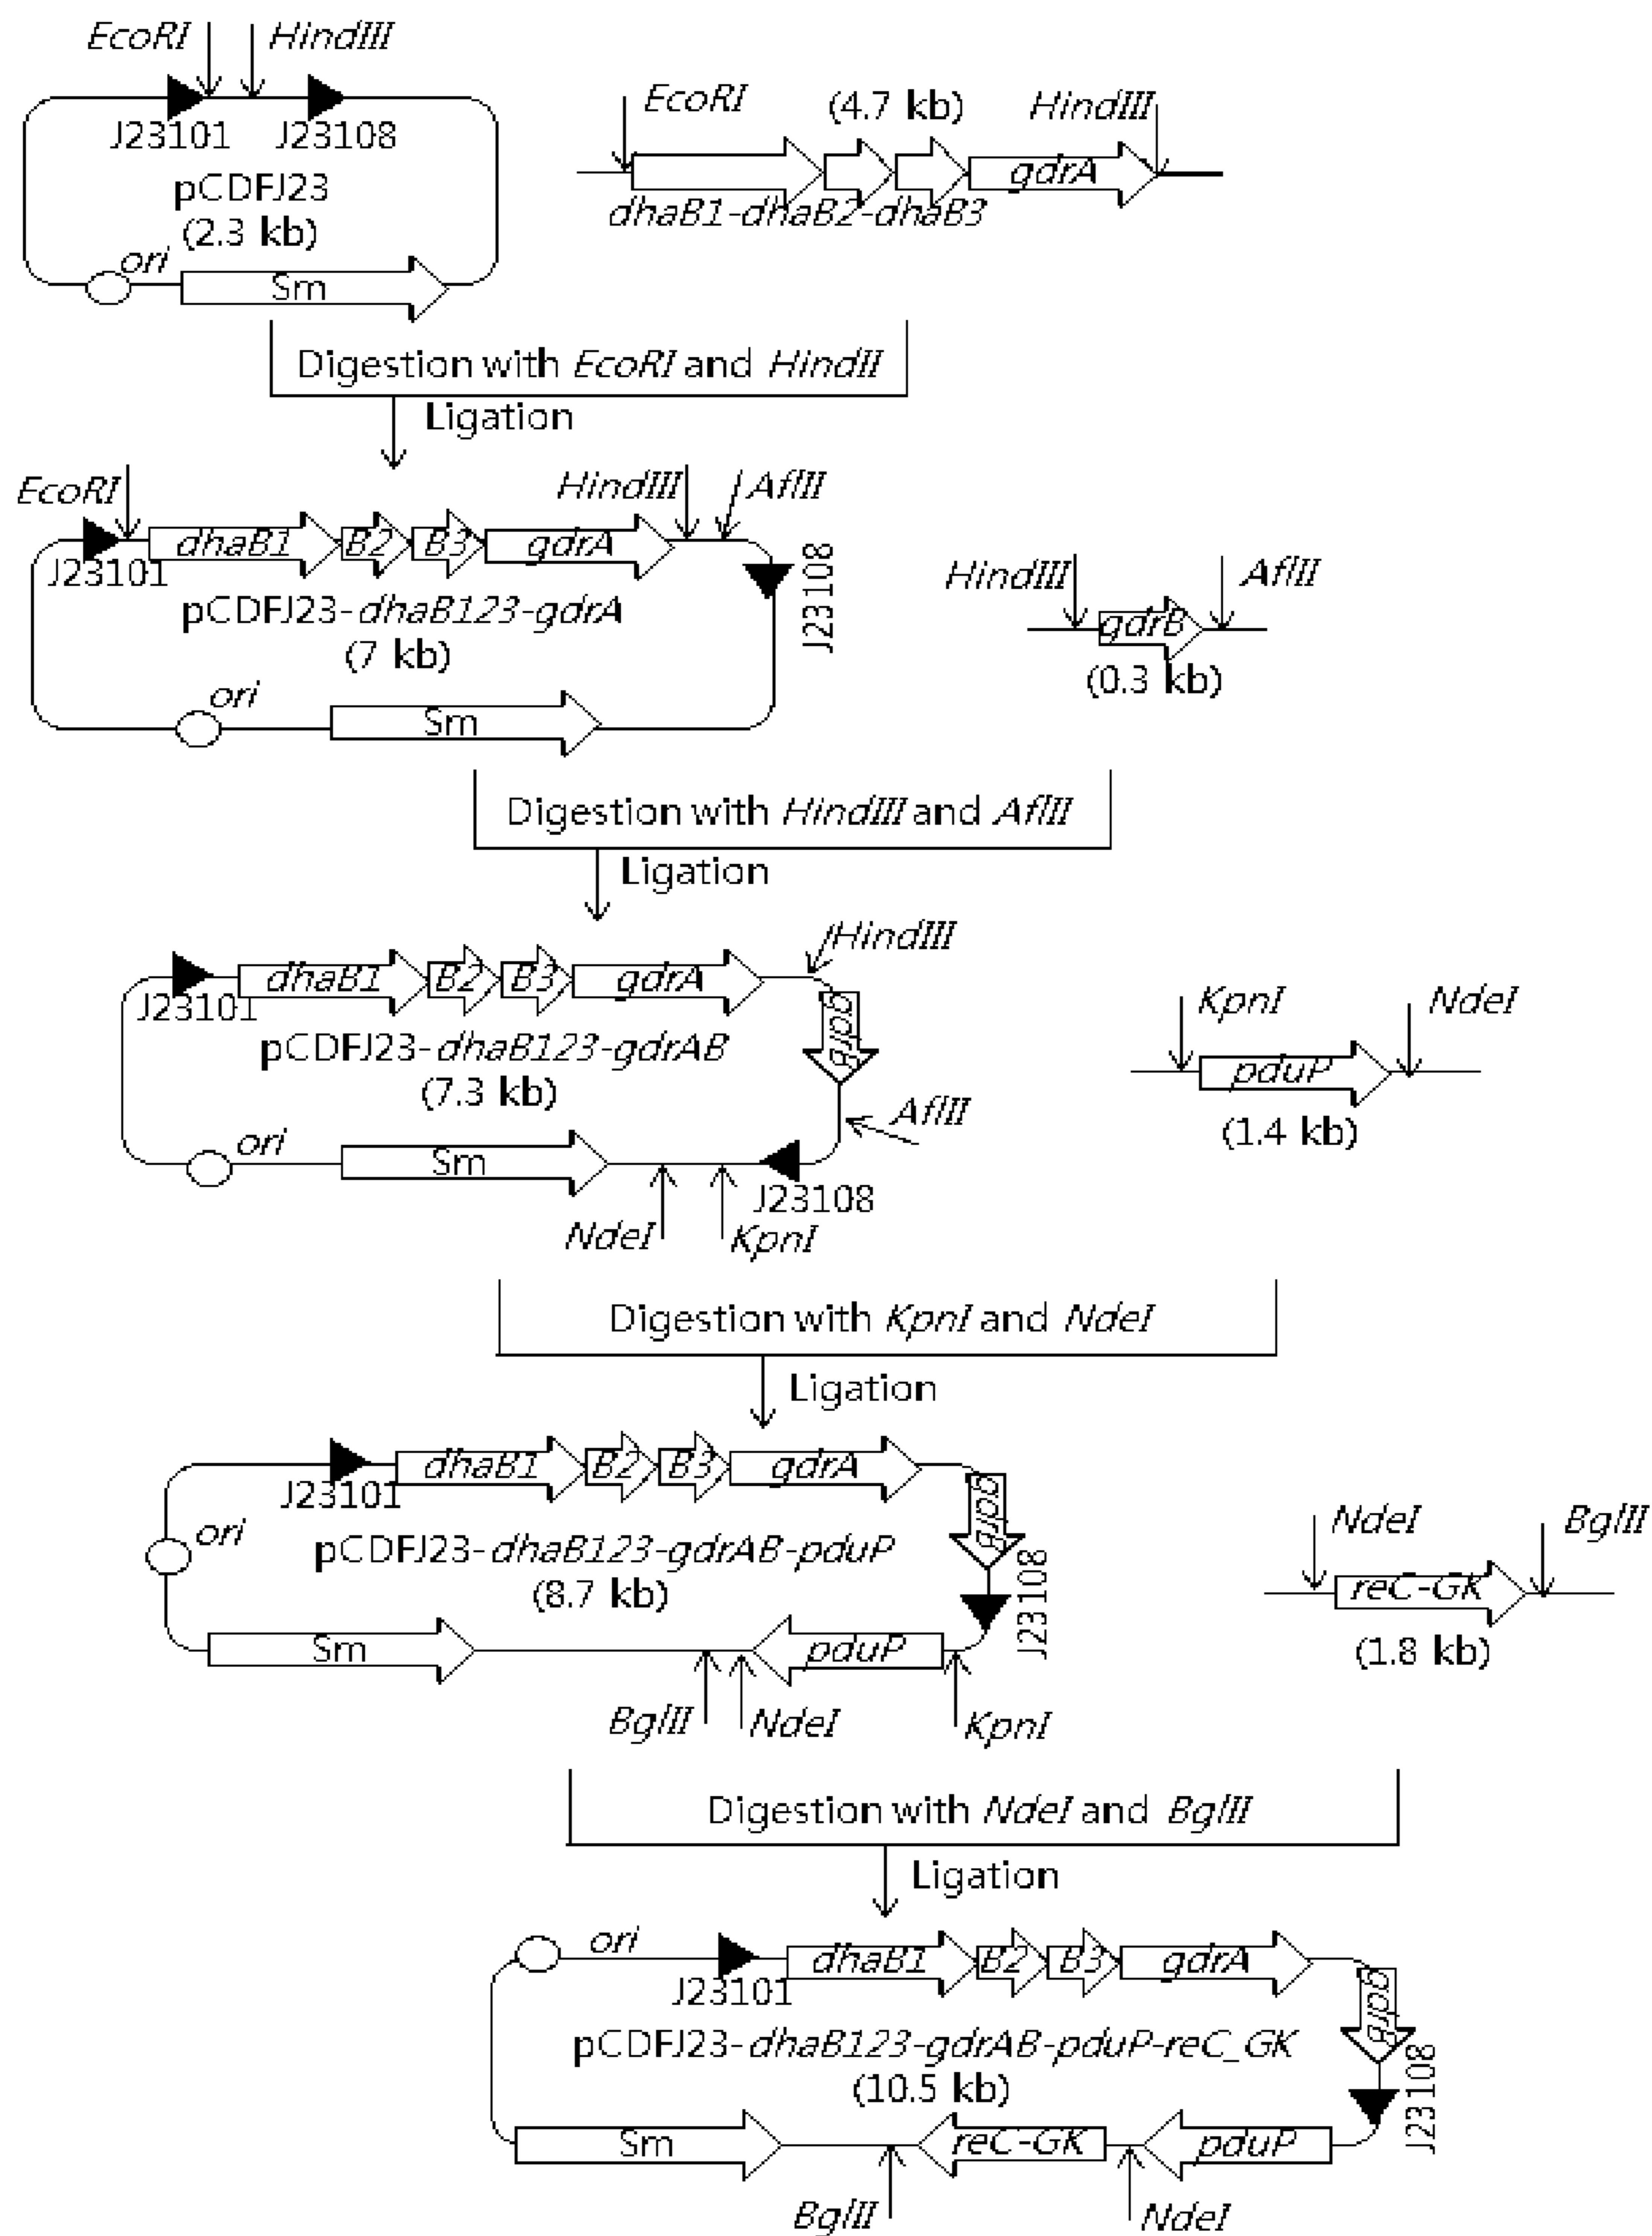 EcoRI HindIII
J23101 J23108
pCDFJ23
(2.3 kb)
ori
Sm
EcoRI (4.7 kb) HindIII
gdrA
dhaB1-dhaB2-dhaB3
Digestion with EcoRI and HindII
Ligation
EcoRI HindIII AflII
dhaB1 B2 B3 gdrA
J23101
J23108
pCDFJ23-dhaB123-gdrA
(7 kb)
ori
Sm
HindIII AflII
gdrB
(0.3 kb)
Digestion with HindIII and AflII
Ligation
HindIII
dhaB1 B2 B3 gdrA
J23101
gdrB
pCDFJ23-dhaB123-gdrAB
(7.3 kb)
AflII
ori
Sm
J23108
NdeI KpnI
KpnI NdeI
pduP
(1.4 kb)
Digestion with KpnI and NdeI
Ligation
dhaB1 B2 B3 gdrA
J23101
gdrB
ori
pCDFJ23-dhaB123-gdrAB-pduP
(8.7 kb)
J23108
Sm
pduP
BglII NdeI KpnI
NdeI BglII
reC-GK
(1.8 kb)
Digestion with NdeI and BglII
Ligation
ori
dhaB1 B2 B3 gdrA
J23101
gdrB
pCDFJ23-dhaB123-gdrAB-pduP-reC_GK
(10.5 kb)
J23108
Sm
reC-GK
pduP
BglII NdeI